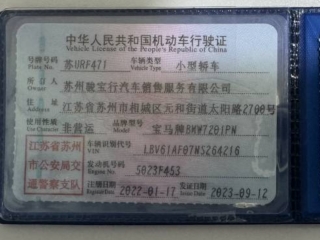 中华人民共和国机动车行驶证
Vehicle License of the People's Republic of China
号牌号码 苏URF471 车辆类型 小型轿车
Plate No. Vehicle Type
所有人 苏州骏宝行汽车销售服务有限公司
Owner
住址 江苏省苏州市相城区元和街道太阳路2700号
Address
使用性质 非营运 品牌型号 宝马牌BMW7201PN
Use Character Model
江苏省苏州 车辆识别代号 LBV61AF07NSZ64216
市公安局交 VIN
通警察支队 发动机号码 5023F453
Engine No.
注册日期 2022-01-17 发证日期 2023-09-12
Register Date Issue Date